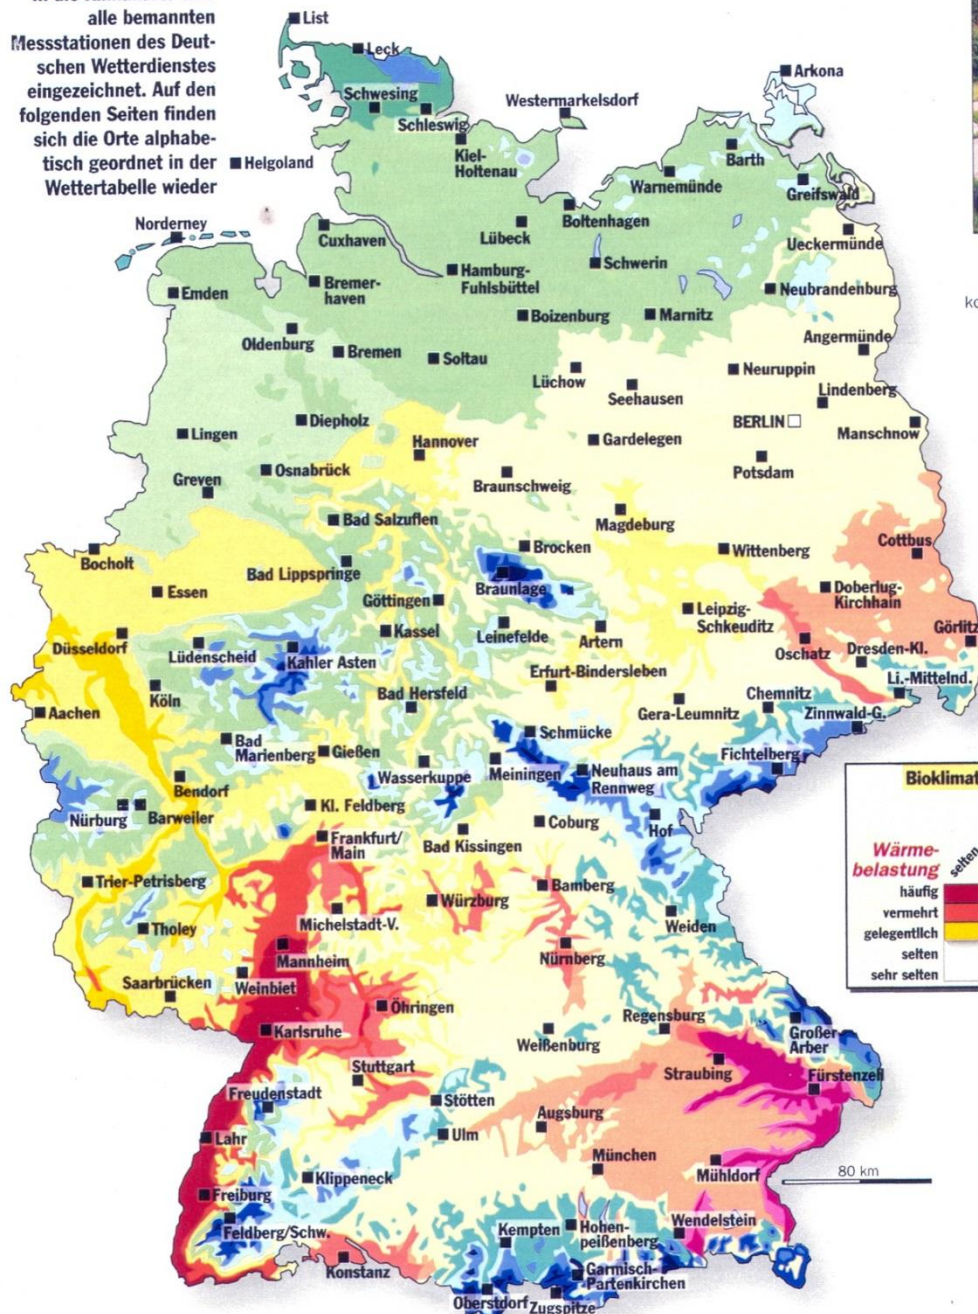 alle bemannten
Messstationen des Deut-
schen Wetterdienstes
eingezeichnet. Auf den
folgenden Seiten finden
sich die Orte alphabe-
tisch geordnet in der
Wettertabelle wieder
List
Leck
Arkona
Schwesing
Westermarkelsdorf
Schleswig
Kiel-
Holtenau
Barth
Helgoland
Warnemünde
Greifswald
Norderney
Boltenhagen
Cuxhaven
Lübeck
Ueckermünde
Schwerin
Hamburg-
Fuhlsbüttel
Bremer-
haven
Emden
Neubrandenburg
Boizenburg
Marnitz
Oldenburg
Angermünde
Bremen
Soltau
Lüchow
Neuruppin
Seehausen
Lindenberg
Diepholz
BERLIN
Manschnow
Lingen
Hannover
Gardelegen
Osnabrück
Potsdam
Greven
Braunschweig
Bad Salzuflen
Magdeburg
Cottbus
Brocken
Wittenberg
Bocholt
Bad Lippspringe
Essen
Braunlage
Doberlug-
Kirchhain
Göttingen
Leipzig-
Schkeuditz
Düsseldorf
Kassel
Leinefelde
Artern
Görlitz
Lüdenscheid
Kahler Asten
Oschatz
Dresden-Kl.
Erfurt-Bindersleben
Li.-Mittelnd.
Köln
Bad Hersfeld
Chemnitz
Aachen
Gera-Leumnitz
Zinnwald-G.
Bad
Marienberg
Gießen
Schmücke
Fichtelberg
Wasserkuppe
Meiningen
Neuhaus am
Rennweg
Bendorf
Nürburg
Barweiler
Kl. Feldberg
Coburg
Hof
Frankfurt/
Main
Bad Kissingen
Trier-Petrisberg
Bamberg
Würzburg
Michelstadt-V.
Weiden
Tholey
Mannheim
Nürnberg
Saarbrücken
Weinbiet
Öhringen
Regensburg
Karlsruhe
Weißenburg
Großer
Arber
Stuttgart
Straubing
Fürstenzell
Freudenstadt
Stötten
Augsburg
Lahr
Ulm
München
Mühldorf
Klippeneck
Freiburg
Wendelstein
Feldberg/Schw.
Kempten
Hohen-
peißenberg
Konstanz
Garmisch-
Partenkirchen
Oberstdorf
Zugspitze
80 km
Wärme-
belastung
selten
häufig
vermehrt
gelegentlich
selten
sehr selten